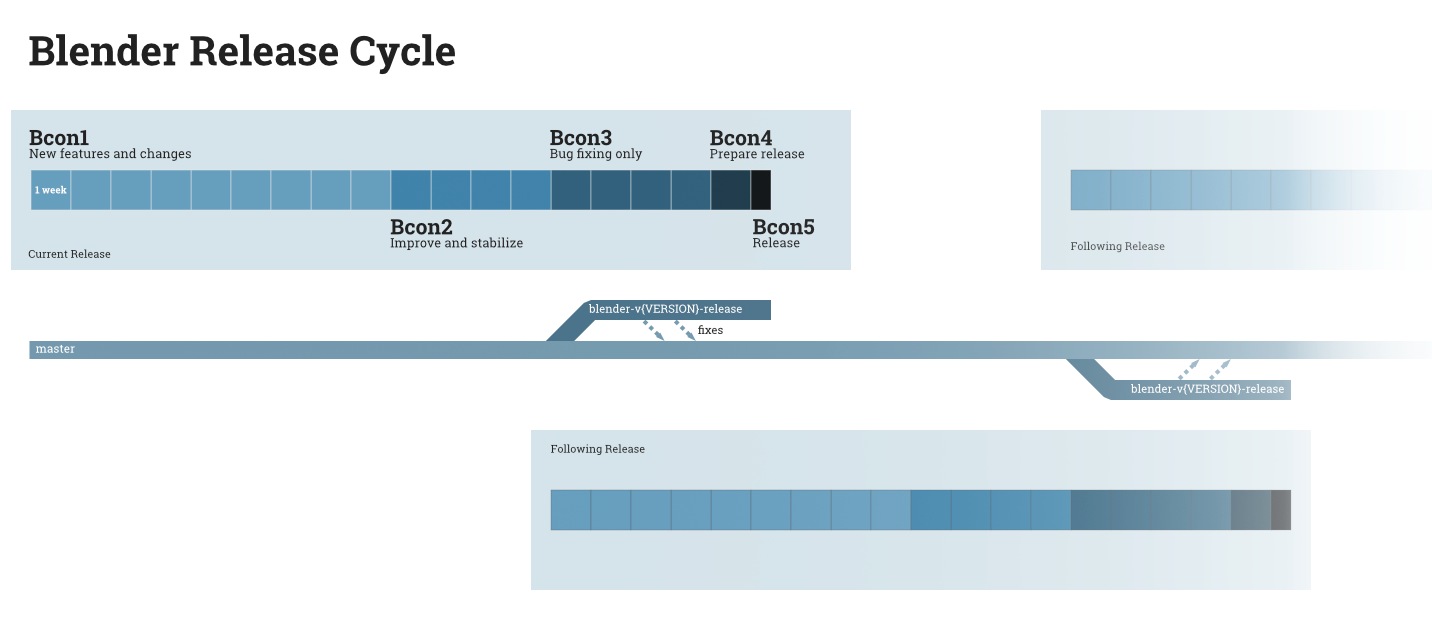 Blender Release Cycle
Bcon1
New features and changes
Bcon3
Bug fixing only
Bcon4
Prepare release
1 week
Bcon2
Improve and stabilize
Bcon5
Release
Current Release
Following Release
blender-v{VERSION}-release
fixes
master
blender-v{VERSION}-release
Following Release